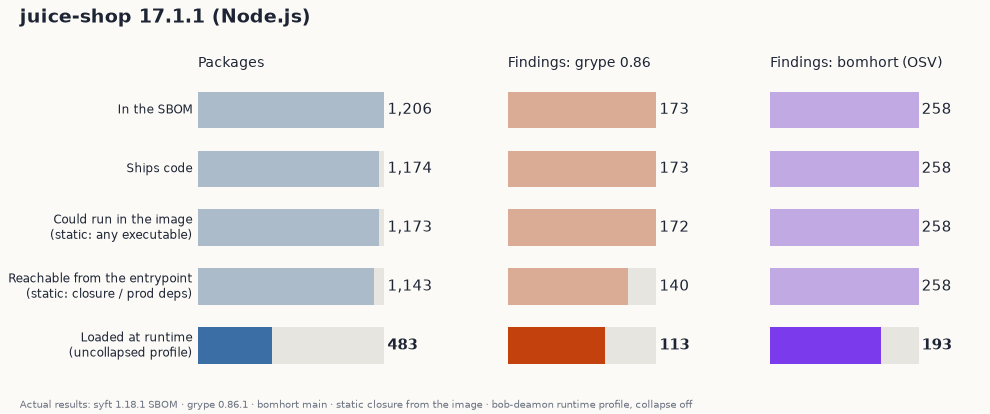 juice-shop 17.1.1 (Node.js)
Packages
Findings: grype 0.86
Findings: bomhort (OSV)
In the SBOM
1,206
173
258
Ships code
1,174
173
258
Could run in the image
(static: any executable)
1,173
172
258
Reachable from the entrypoint
(static: closure / prod deps)
1,143
140
258
Loaded at runtime
(uncollapsed profile)
483
113
193
Actual results: syft 1.18.1 SBOM · grype 0.86.1 · bomhort main · static closure from the image · bob-deamon runtime profile, collapse off